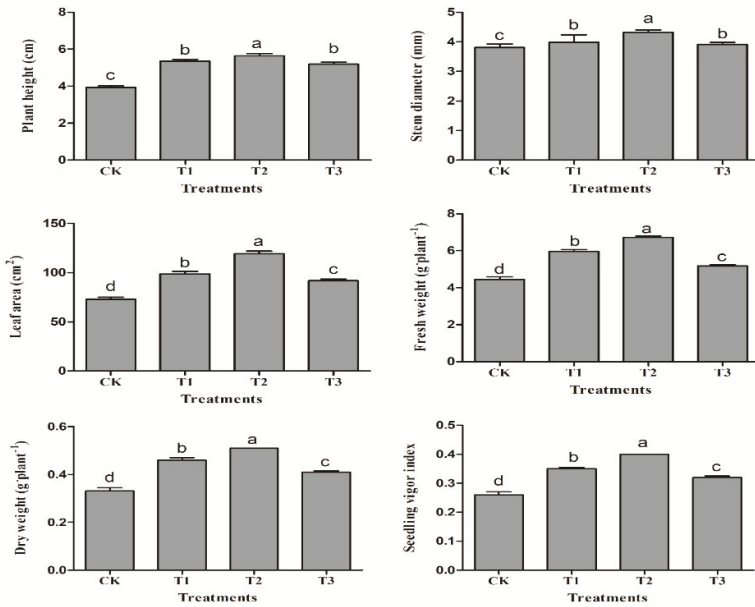 Plant height (cm)
8
6
4
2
0
c
b
a
b
CK T1 T2 T3
Treatments
Stem diameter (mm)
5
4
3
2
1
0
c
b
a
b
CK T1 T2 T3
Treatments
Leaf area (cm²)
150
100
50
0
d
b
a
c
CK T1 T2 T3
Treatments
Fresh weight (g·plant⁻¹)
8
6
4
2
0
d
b
a
c
CK T1 T2 T3
Treatments
Dry weight (g·plant⁻¹)
0.6
0.4
0.2
0.0
d
b
a
c
CK T1 T2 T3
Treatments
Seedling vigor index
0.5
0.4
0.3
0.2
0.1
0.0
d
b
a
c
CK T1 T2 T3
Treatments